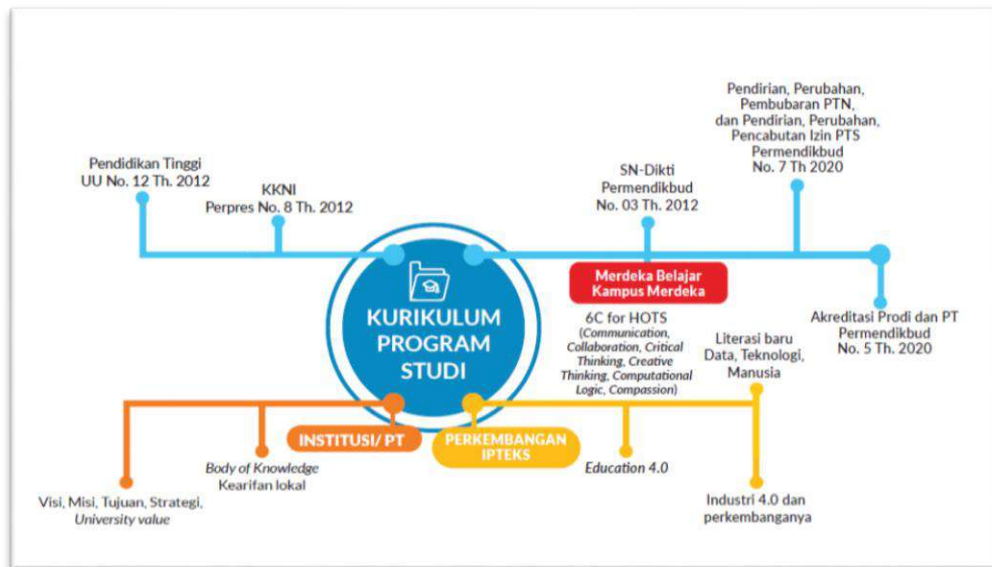 Pendidikan Tinggi
UU No. 12 Th. 2012
KKNI
Perpres No. 8 Th. 2012
SN-Dikti
Permendikbud
No. 03 Th. 2012
Pendirian, Perubahan,
Pembubaran PTN,
dan Pendirian, Perubahan,
Pencabutan Izin PTS
Permendikbud
No. 7 Th 2020
Merdeka Belajar
Kampus Merdeka
Akreditasi Prodi dan PT
Permendikbud
No. 5 Th. 2020
KURIKULUM
PROGRAM
STUDI
6C for HOTS
(Communication,
Collaboration, Critical
Thinking, Creative
Thinking, Computational
Logic, Compassion)
Literasi baru
Data, Teknologi,
Manusia
INSTITUSI/ PT
PERKEMBANGAN
IPTEKS
Visi, Misi, Tujuan, Strategi,
University value
Body of Knowledge
Kearifan lokal
Education 4.0
Industri 4.0 dan
perkembanganya